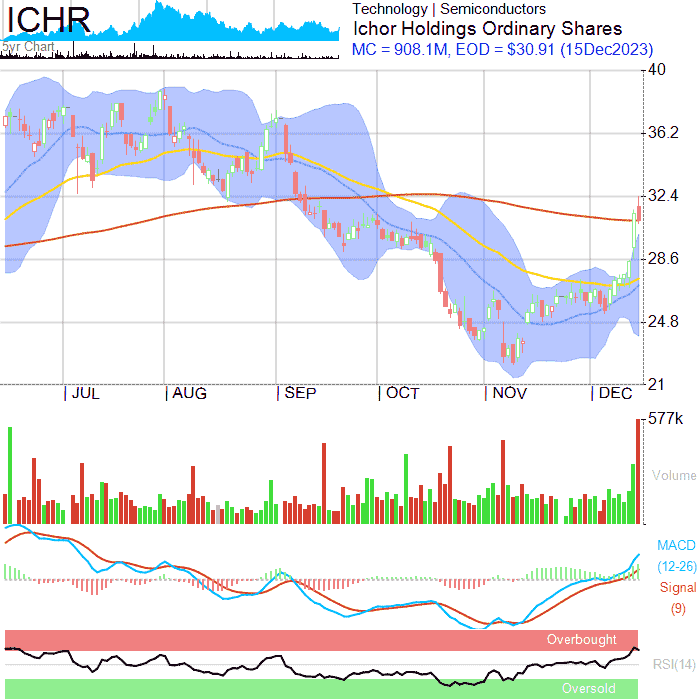 ICHR
5yr Chart
Technology | Semiconductors
Ichor Holdings Ordinary Shares
MC = 908.1M, EOD = $30.91 (15Dec2023)
40
36.2
32.4
28.6
24.8
21
JUL
AUG
SEP
OCT
NOV
DEC
577k
Volume
MACD
(12-26)
Signal
(9)
Overbought
RSI(14)
Oversold